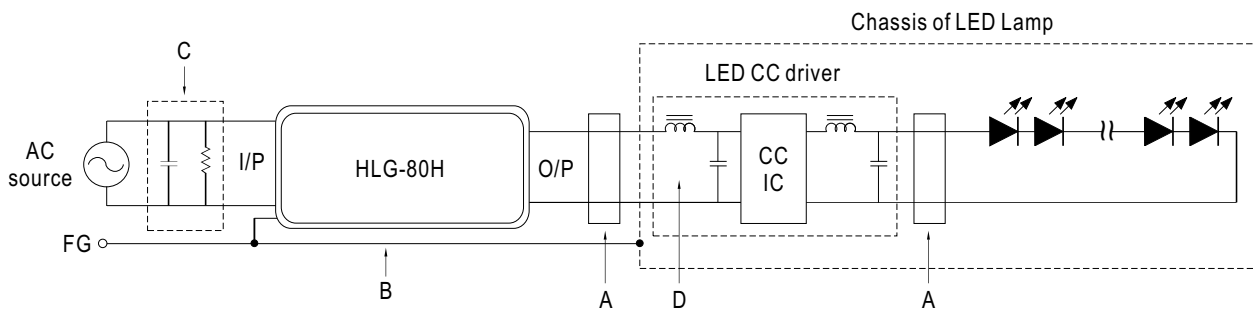 Chassis of LED Lamp
C
LED CC driver
AC
source
I/P
HLG-80H
O/P
CC
IC
FG
B
A
D
A